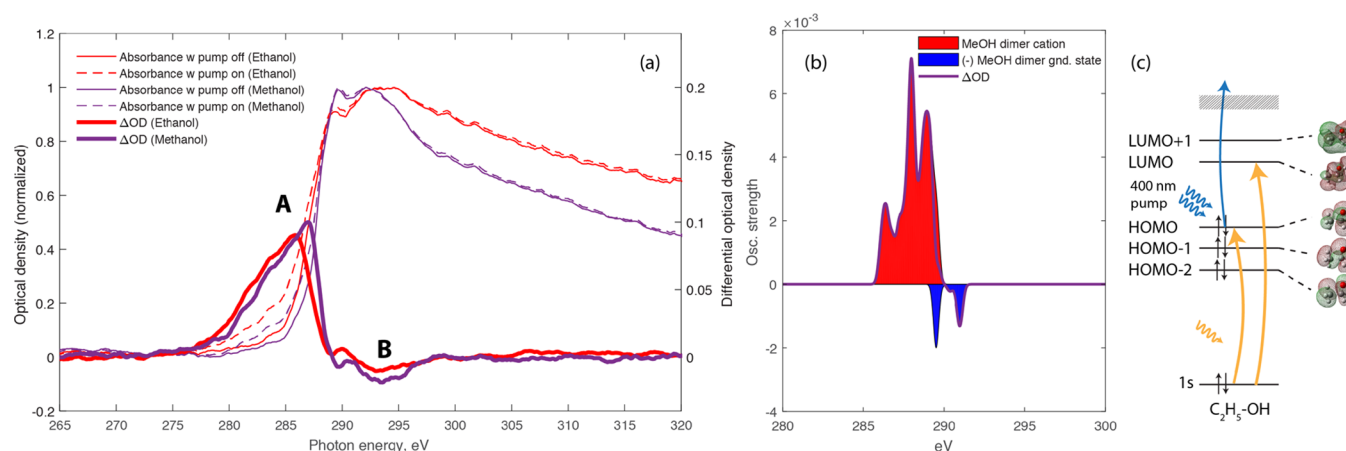 (a)
Optical density (normalized)
1.2
1
0.8
0.6
0.4
0.2
0
-0.2
Absorbance w pump off (Ethanol)
Absorbance w pump on (Ethanol)
Absorbance w pump off (Methanol)
Absorbance w pump on (Methanol)
ΔOD (Ethanol)
ΔOD (Methanol)
A
B
0.2
0.15
0.1
0.05
0
Differential optical density
265 270 275 280 285 290 295 300 305 310 315 320
Photon energy, eV
(b)
×10⁻³
Osc. strength
8
6
4
2
0
-2
-4
MeOH dimer cation
(-) MeOH dimer gnd. state
ΔOD
280 285 290 295 300
eV
(c)
LUMO+1
LUMO
400 nm
pump
HOMO
HOMO-1
HOMO-2
1s
C₂H₅-OH